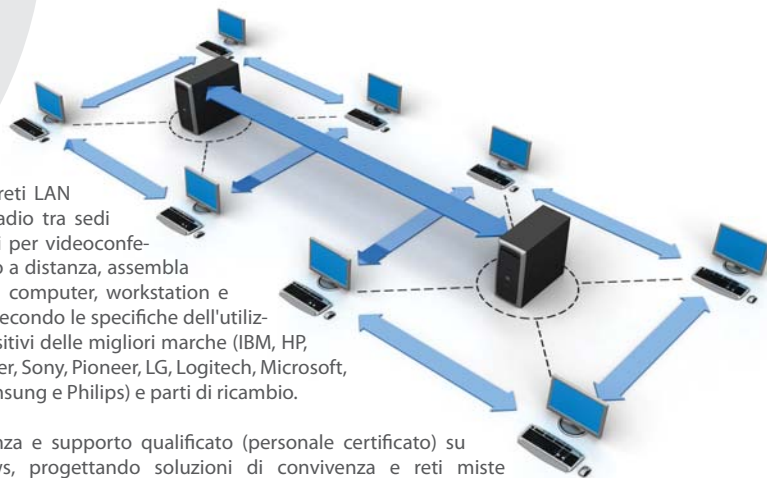 reti LAN
adio tra sedi
i per videoconfe-
o a distanza, assembla
computer, workstation e
secondo le specifiche dell'utiliz-
sitivi delle migliori marche (IBM, HP,
er, Sony, Pioneer, LG, Logitech, Microsoft,
nsung e Philips) e parti di ricambio.
nza e supporto qualificato (personale certificato) su
ws, progettando soluzioni di convivenza e reti miste